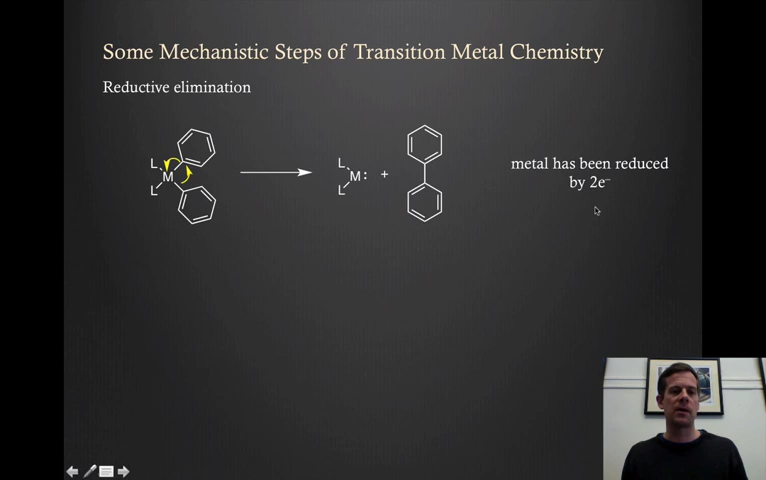 Some Mechanistic Steps of Transition Metal Chemistry
Reductive elimination
L
M
L
L
M: +
L
metal has been reduced
by 2e⁻